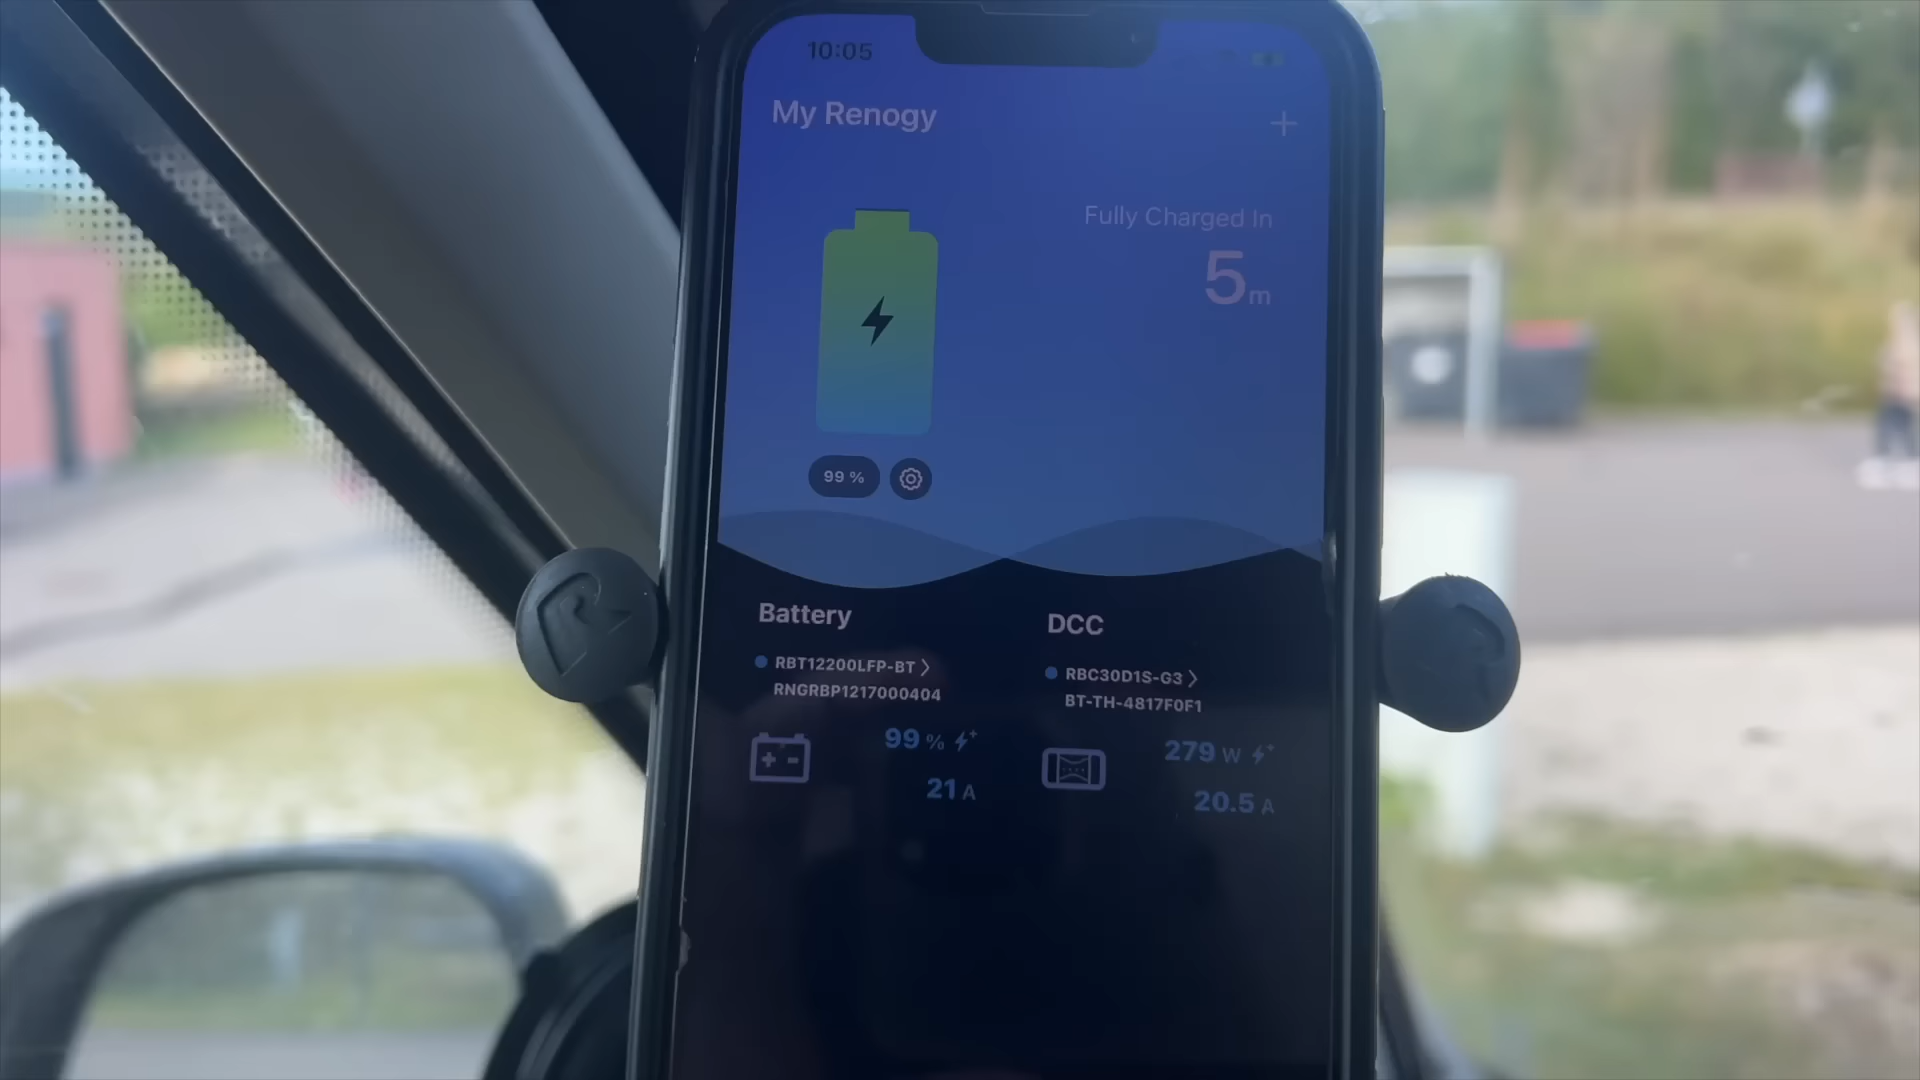 10:05
My Renogy
+
Fully Charged In
5m
99 %
Battery
RBT12200LFP-BT >
RNGRBP1217000404
99 %
21 A
DCC
RBC30D1S-G3 >
BT-TH-4817F0F1
279 W
20.5 A